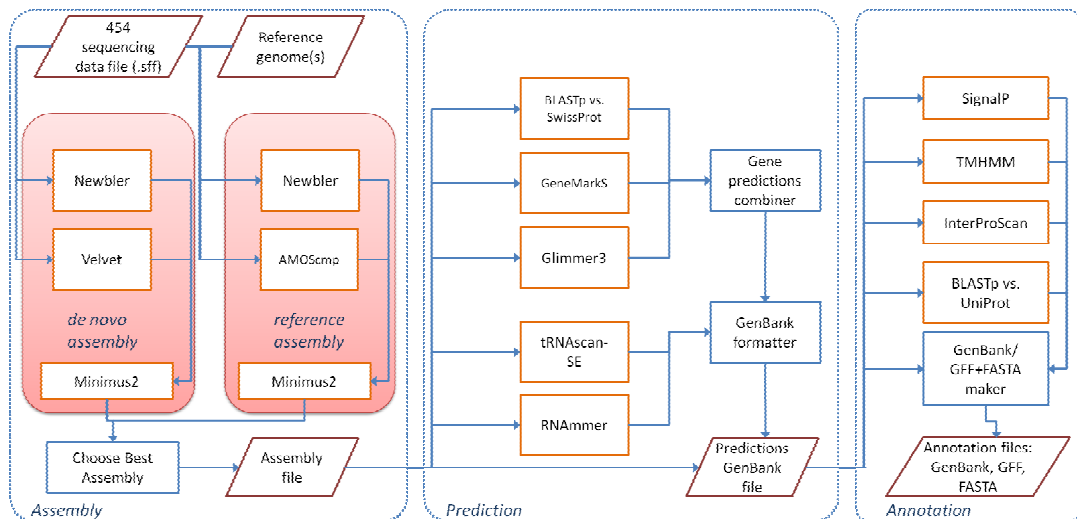 454
sequencing
data file (.sff)
Reference
genome(s)
Newbler
Velvet
de novo
assembly
Minimus2
Newbler
AMOScmp
reference
assembly
Minimus2
Choose Best
Assembly
Assembly
file
Assembly
BLASTp vs.
SwissProt
GeneMarkS
Glimmer3
tRNAscan-
SE
RNAmmer
Gene
predictions
combiner
GenBank
formatter
Predictions
GenBank
file
Prediction
SignalP
TMHMM
InterProScan
BLASTp vs.
UniProt
GenBank/
GFF+FASTA
maker
Annotation files:
GenBank, GFF,
FASTA
Annotation